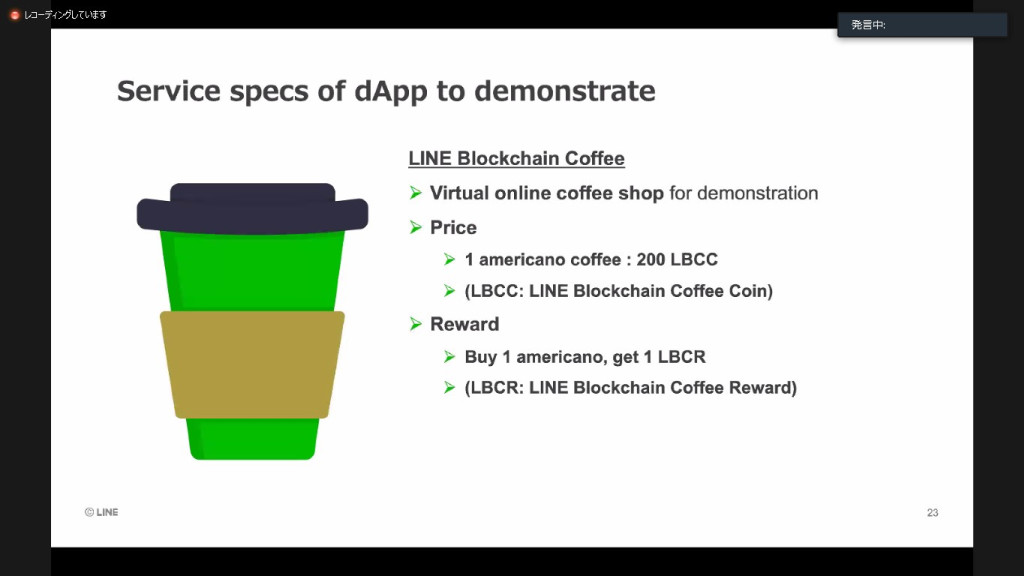 レコーディングしています
発言中:
Service specs of dApp to demonstrate
LINE Blockchain Coffee
Virtual online coffee shop for demonstration
Price
1 americano coffee : 200 LBCC
(LBCC: LINE Blockchain Coffee Coin)
Reward
Buy 1 americano, get 1 LBCR
(LBCR: LINE Blockchain Coffee Reward)
© LINE
23